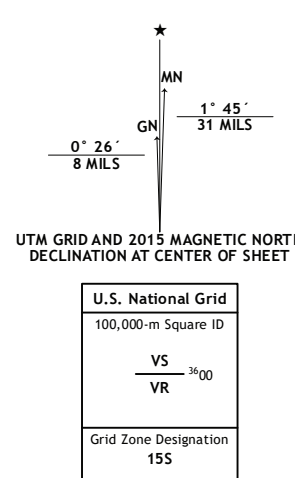 ★
MN
GN
1° 45´
31 MILS
0° 26´
8 MILS
UTM GRID AND 2015 MAGNETIC NORTH
DECLINATION AT CENTER OF SHEET
U.S. National Grid
100,000-m Square ID
VS
3600
VR
Grid Zone Designation
15S